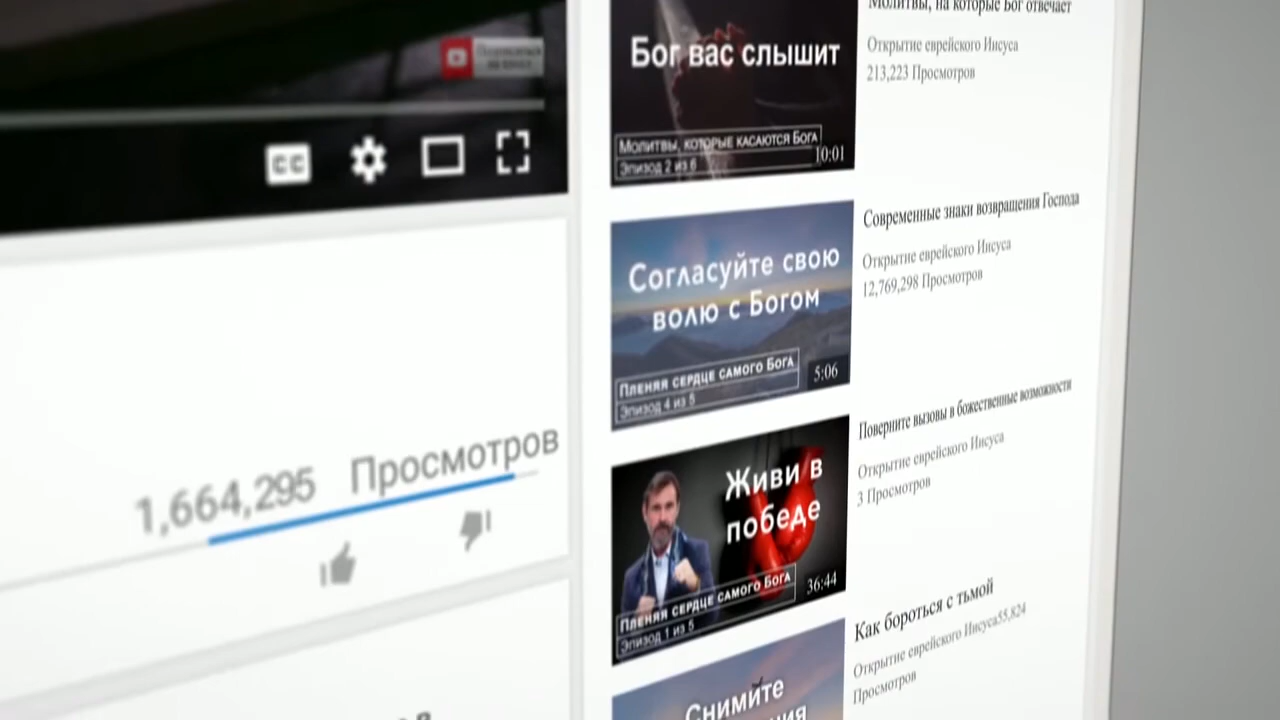 CC
1,664,295 Просмотров
Бог вас слышит
Молитвы, которые касаются Бога
Эпизод 2 из 6
10:01
Молитвы, на которые Бог отвечает
Открытие еврейского Иисуса
213,223 Просмотров
Согласуйте свою
волю с Богом
Пленяя сердце самого Бога
Эпизод 4 из 5
5:06
Современные знаки возвращения Господа
Открытие еврейского Иисуса
12,769,298 Просмотров
Живи в
победе
Пленяя сердце самого Бога
Эпизод 1 из 5
36:44
Поверните вызовы в божественные возможности
Открытие еврейского Иисуса
3 Просмотров
Снимите
Как бороться с тьмой
Открытие еврейского Иисуса55,824
Просмотров